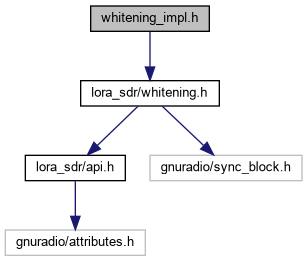 whitening_impl.h
lora_sdr/whitening.h
lora_sdr/api.h
gnuradio/sync_block.h
gnuradio/attributes.h